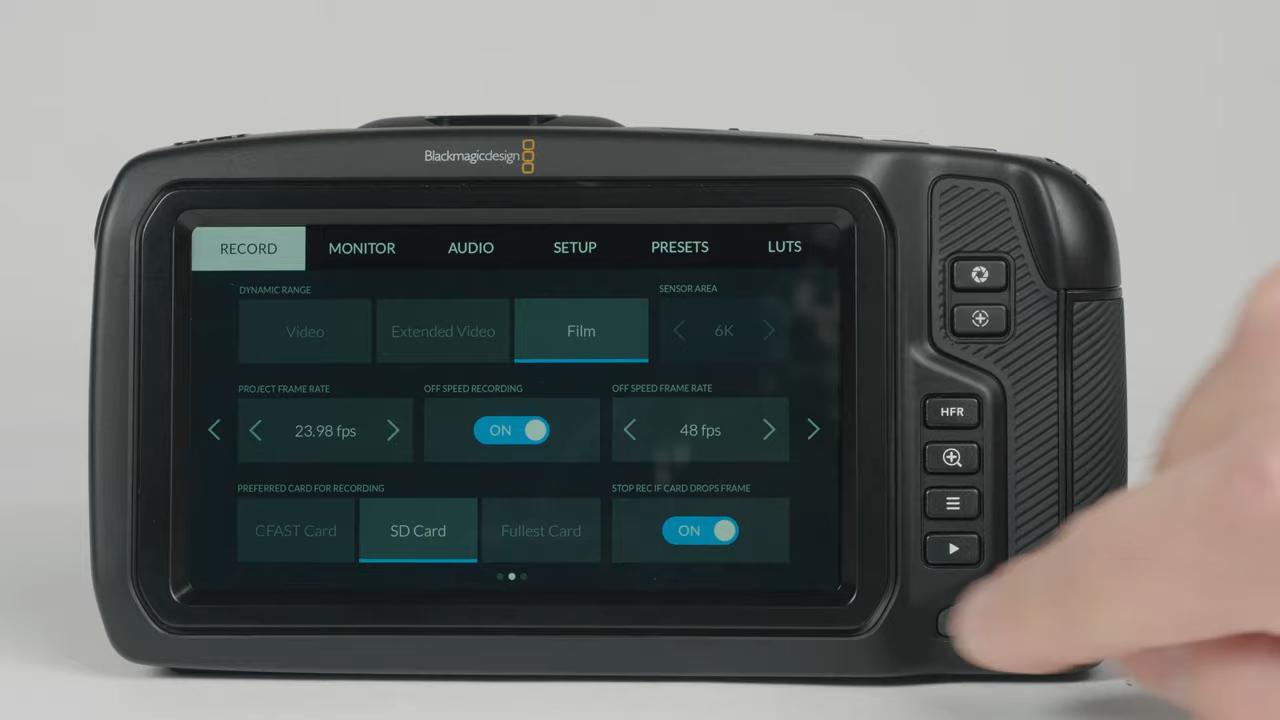 Blackmagicdesign
RECORD MONITOR AUDIO SETUP PRESETS LUTS
DYNAMIC RANGE SENSOR AREA
Video Extended Video Film 6K
PROJECT FRAME RATE OFF SPEED RECORDING OFF SPEED FRAME RATE
23.98 fps ON 48 fps
PREFERRED CARD FOR RECORDING STOP REC IF CARD DROPS FRAME
CFAST Card SD Card Fullest Card ON
HFR